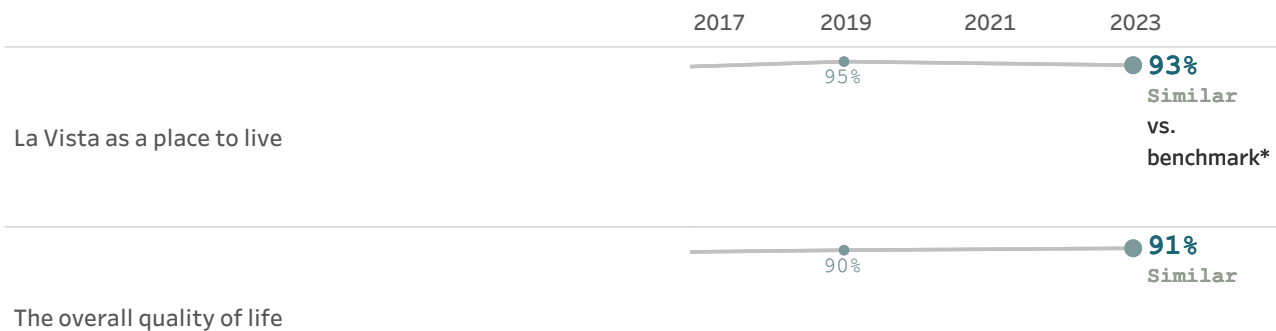 2017 2019 2021 2023
93%
95%
Similar
vs.
La Vista as a place to live
benchmark*
91%
90%
Similar
The overall quality of life